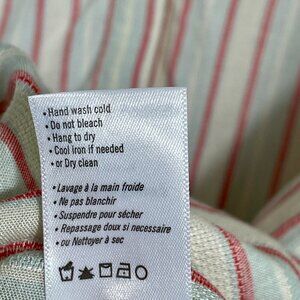 • Hand wash cold
• Do not bleach
• Hang to dry
• Cool iron if needed
• or Dry clean
• Lavage à la main froide
• Ne pas blanchir
• Suspendre pour sécher
• Repassage doux si necessaire
• ou Nettoyer à sec